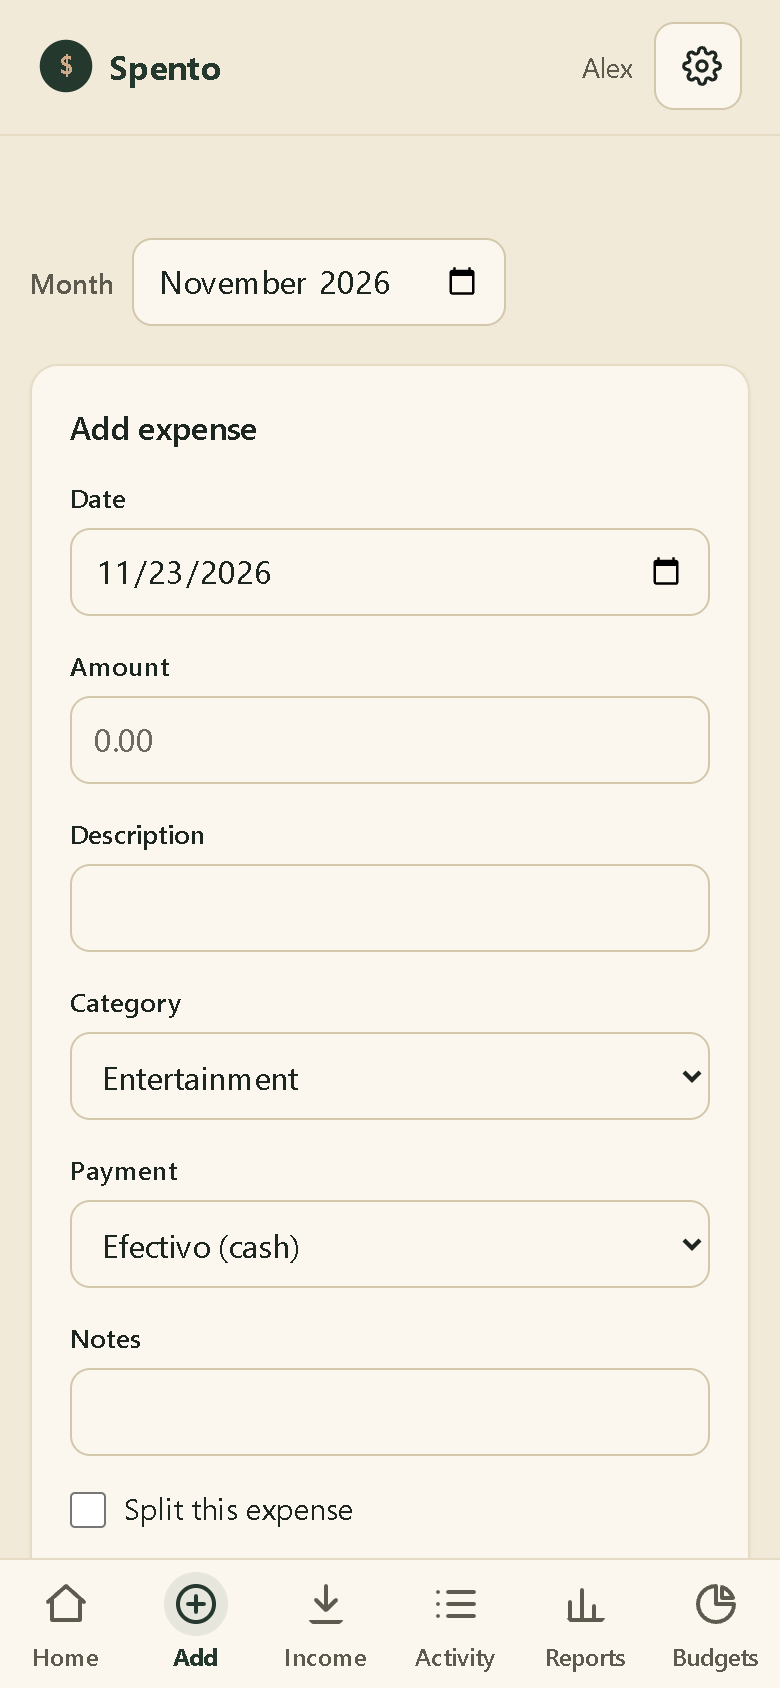 $ Spento
Alex
Month
November 2026
Add expense
Date
11/23/2026
Amount
0.00
Description
Category
Entertainment
Payment
Efectivo (cash)
Notes
Split this expense
Home Add Income Activity Reports Budgets